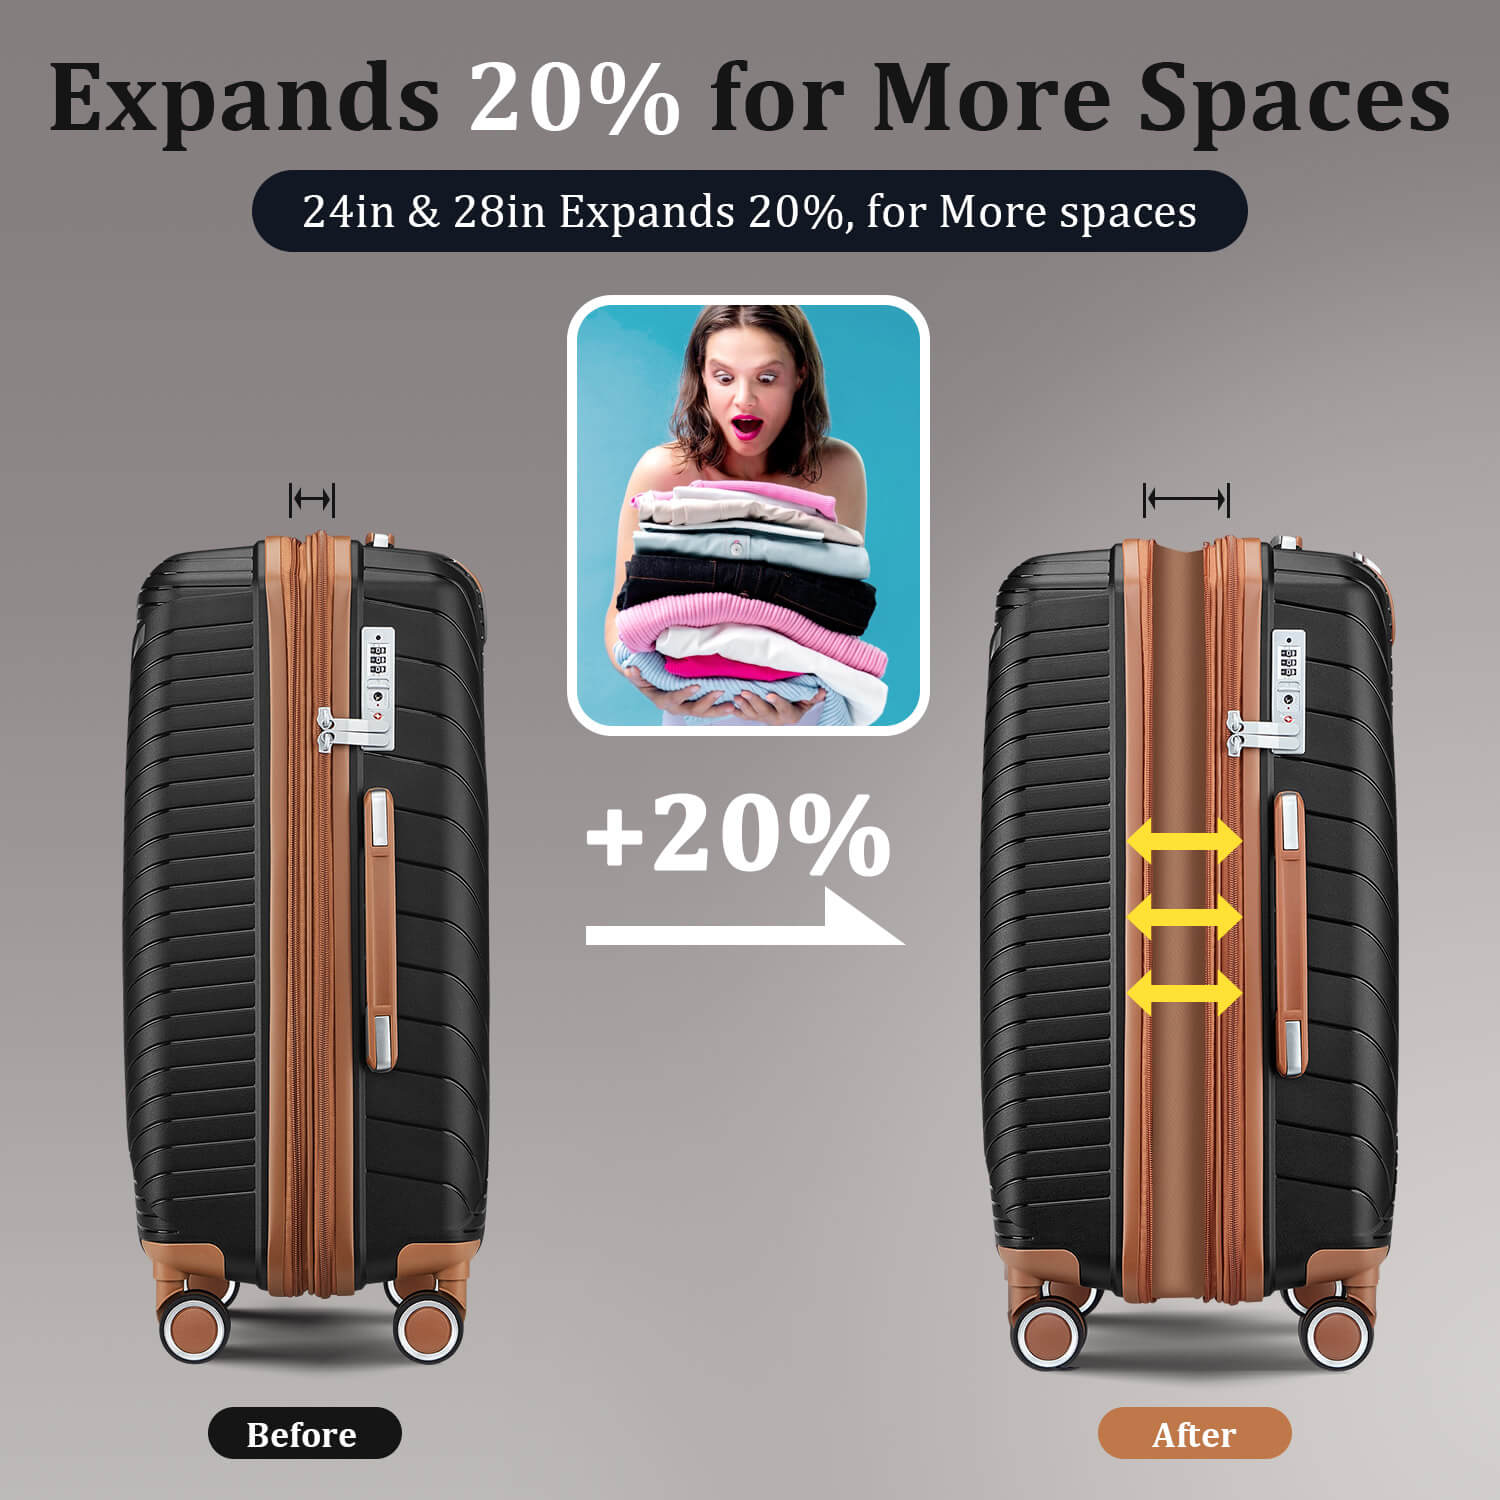 Expands 20% for More Spaces
24in & 28in Expands 20%, for More spaces
+20%
Before
After